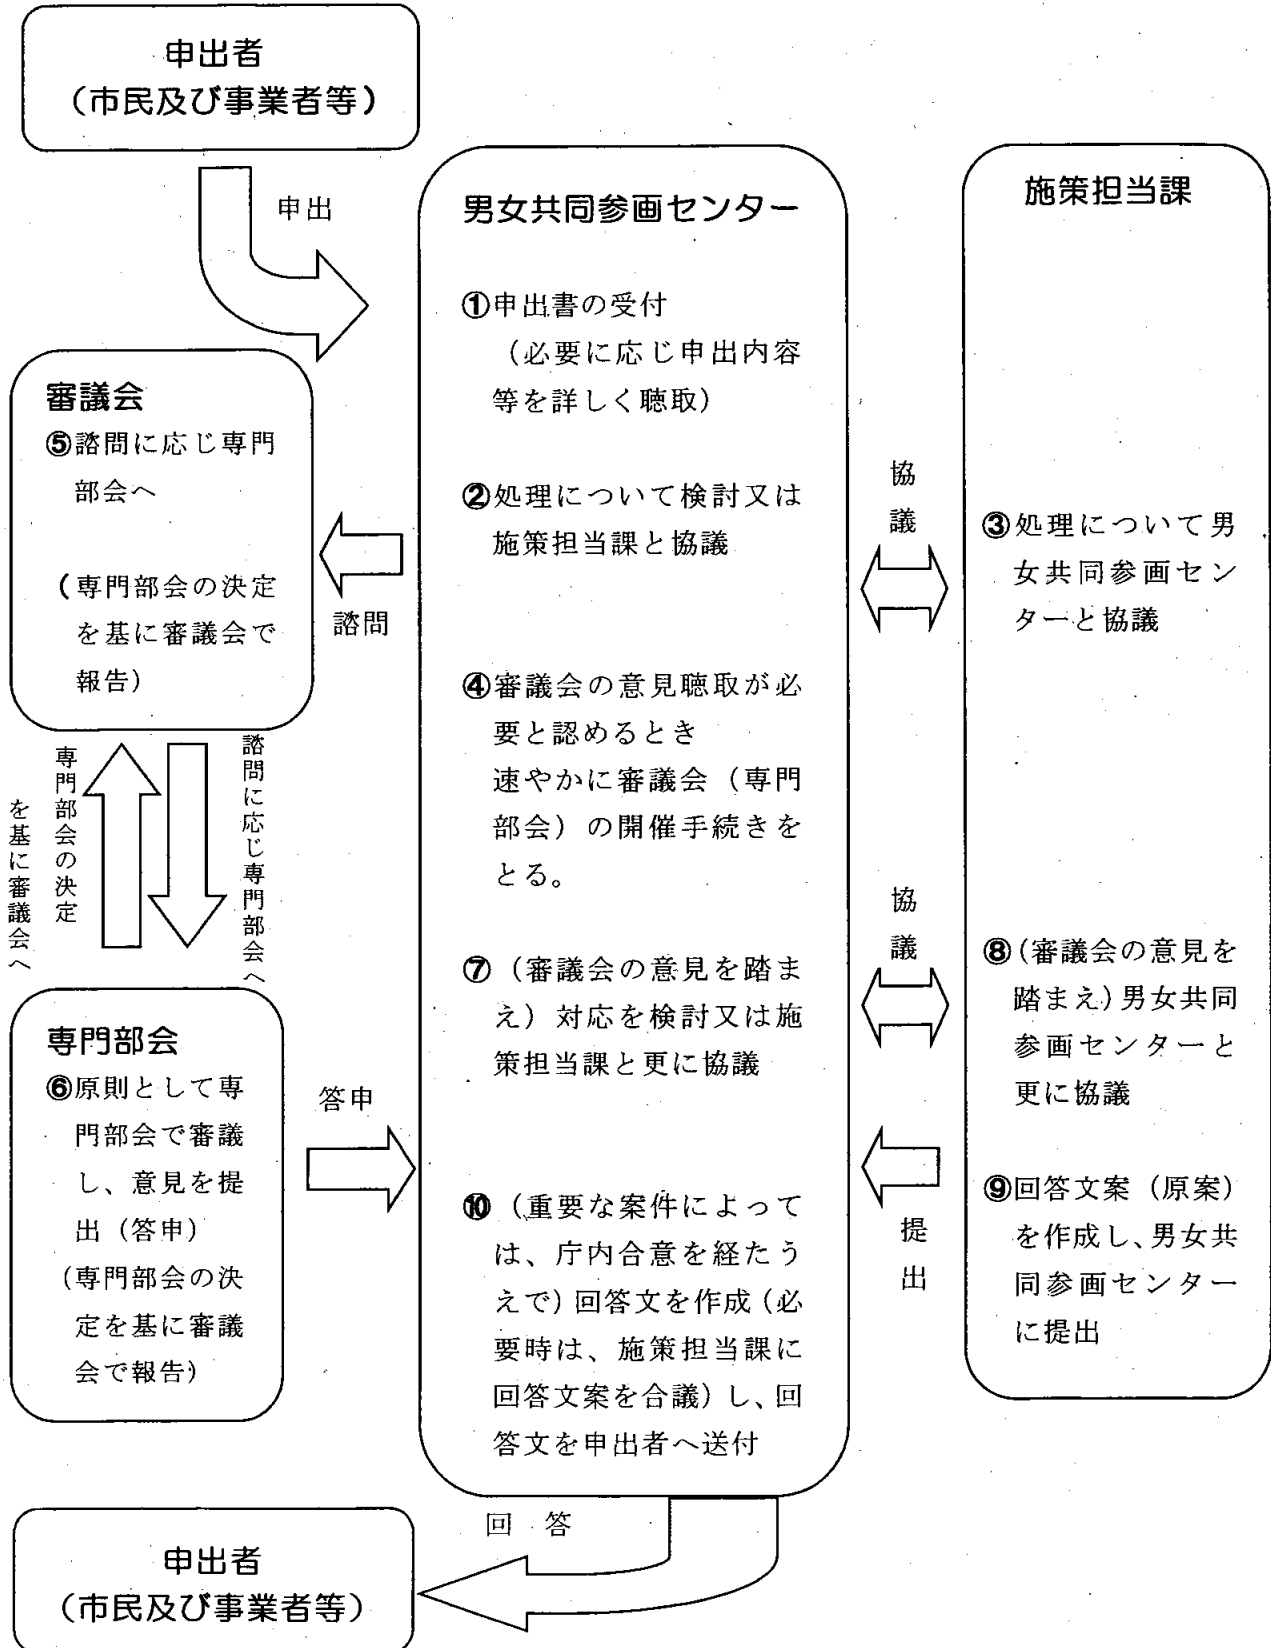 申出者
（市民及び事業者等）
申出
審議会
⑤諮問に応じ専門
部会へ
（専門部会の決定
を基に審議会で
報告）
諮問
専門部会の決定
を基に審議会へ
諮問に応じ専門部会へ
専門部会
⑥原則として専
門部会で審議
し、意見を提
出（答申）
（専門部会の決
定を基に審議
会で報告）
答申
男女共同参画センター
①申出書の受付
（必要に応じ申出内容
等を詳しく聴取）
②処理について検討又は
施策担当課と協議
④審議会の意見聴取が必
要と認めるとき
速やかに審議会（専門
部会）の開催手続きを
とる。
⑦（審議会の意見を踏ま
え）対応を検討又は施
策担当課と更に協議
⑩（重要な案件によって
は、庁内合意を経たう
えで）回答文を作成（必
要時は、施策担当課に
回答文案を合議）し、回
答文を申出者へ送付
協議
協議
提出
施策担当課
③処理について男
女共同参画セン
ターと協議
⑧（審議会の意見を
踏まえ）男女共同
参画センターと
更に協議
⑨回答文案（原案）
を作成し、男女共
同参画センター
に提出
回答
申出者
（市民及び事業者等）